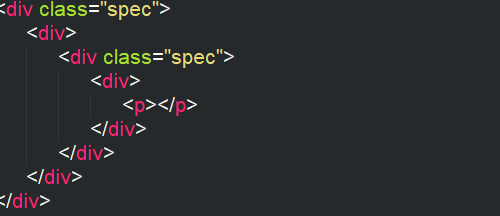 <div class="spec">
<div>
<div class="spec">
<div>
<p></p>
</div>
</div>
</div>
</div>